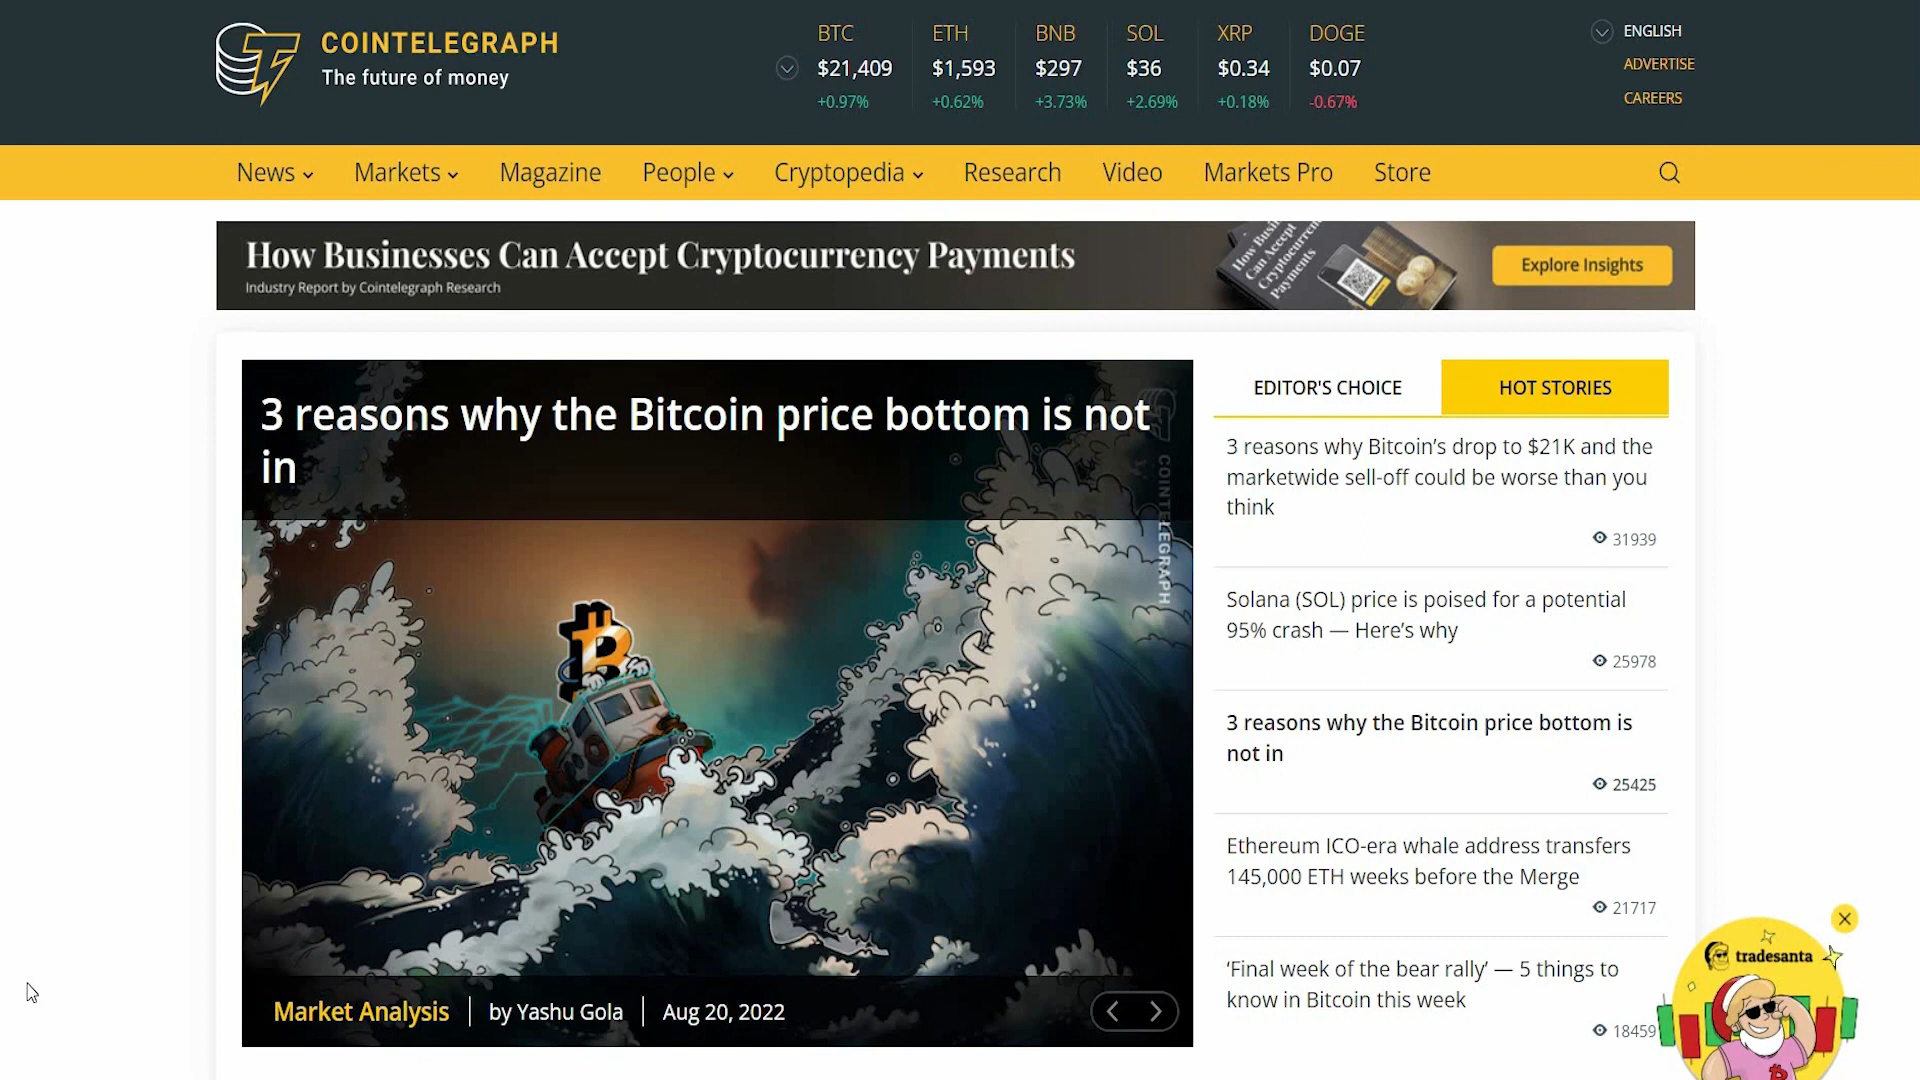 COINTELEGRAPH
The future of money
BTC ETH BNB SOL XRP DOGE
$21,409 $1,593 $297 $36 $0.34 $0.07
+0.97% +0.62% +3.73% +2.69% +0.18% -0.67%
ENGLISH
ADVERTISE
CAREERS
News Markets Magazine People Cryptopedia Research Video Markets Pro Store
How Businesses Can Accept Cryptocurrency Payments
Industry Report by Cointelegraph Research
Explore Insights
3 reasons why the Bitcoin price bottom is not
in
COINTELEGRAPH
Market Analysis by Yashu Gola Aug 20, 2022
EDITOR'S CHOICE HOT STORIES
3 reasons why Bitcoin’s drop to $21K and the
marketwide sell-off could be worse than you
think
31939
Solana (SOL) price is poised for a potential
95% crash — Here’s why
25978
3 reasons why the Bitcoin price bottom is
not in
25425
Ethereum ICO-era whale address transfers
145,000 ETH weeks before the Merge
21717
‘Final week of the bear rally’ — 5 things to
know in Bitcoin this week
18459
tradesanta